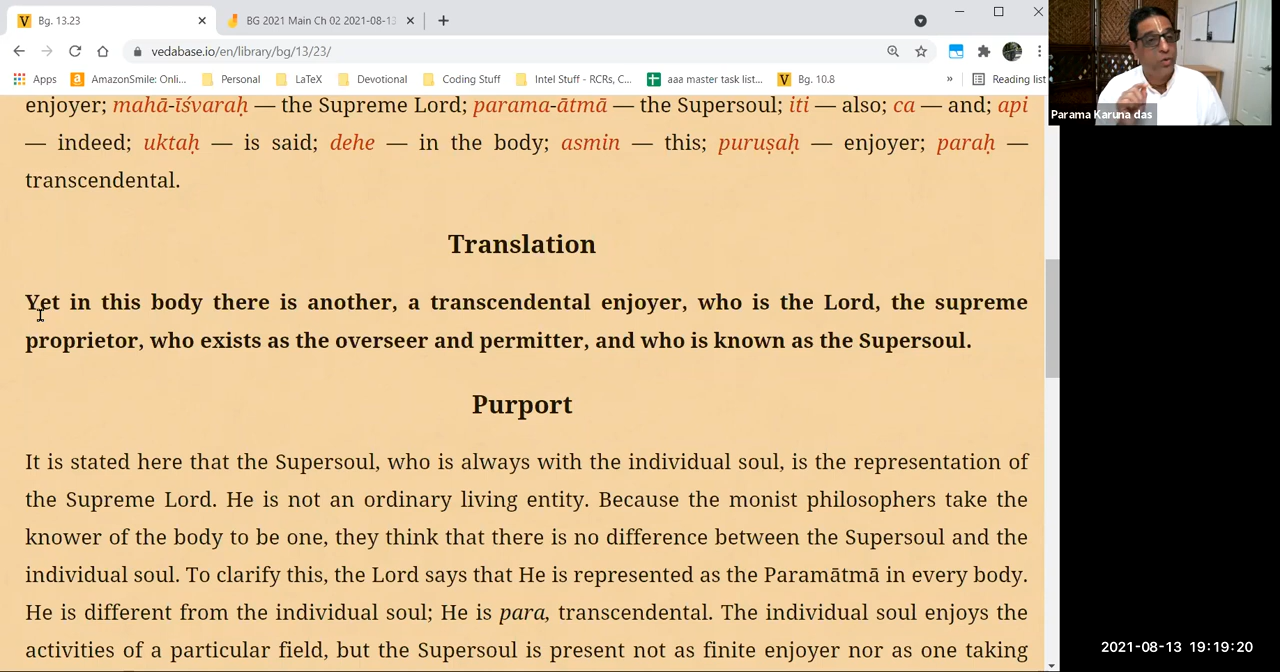 Bg. 13.23
BG 2021 Main Ch 02 2021-08-13
vedabase.io/en/library/bg/13/23/
Apps AmazonSmile: Onli... Personal LaTeX Devotional Coding Stuff Intel Stuff - RCRs, C... aaa master task list... Bg. 10.8 » Reading list
enjoyer; mahā-īśvaraḥ — the Supreme Lord; parama-ātmā — the Supersoul; iti — also; ca — and; api
— indeed; uktaḥ — is said; dehe — in the body; asmin — this; puruṣaḥ — enjoyer; paraḥ —
transcendental.
Translation
Yet in this body there is another, a transcendental enjoyer, who is the Lord, the supreme
proprietor, who exists as the overseer and permitter, and who is known as the Supersoul.
Purport
It is stated here that the Supersoul, who is always with the individual soul, is the representation of
the Supreme Lord. He is not an ordinary living entity. Because the monist philosophers take the
knower of the body to be one, they think that there is no difference between the Supersoul and the
individual soul. To clarify this, the Lord says that He is represented as the Paramātmā in every body.
He is different from the individual soul; He is para, transcendental. The individual soul enjoys the
activities of a particular field, but the Supersoul is present not as finite enjoyer nor as one taking
Parama Karuna das
2021-08-13 19:19:20